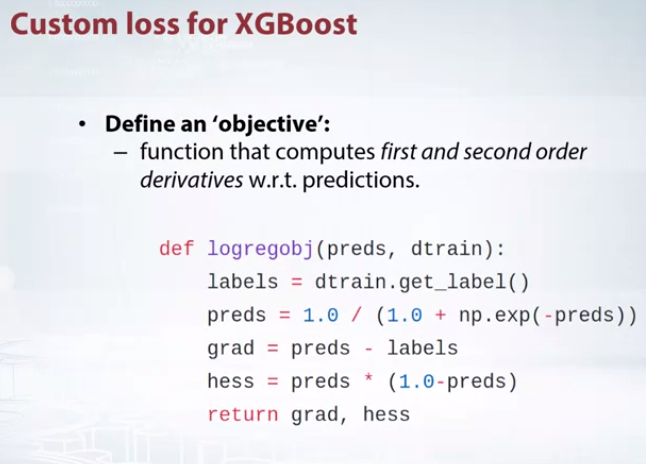 Custom loss for XGBoost
• Define an ‘objective’:
– function that computes first and second order
derivatives w.r.t. predictions.
def logregobj(preds, dtrain):
labels = dtrain.get_label()
preds = 1.0 / (1.0 + np.exp(-preds))
grad = preds - labels
hess = preds * (1.0-preds)
return grad, hess